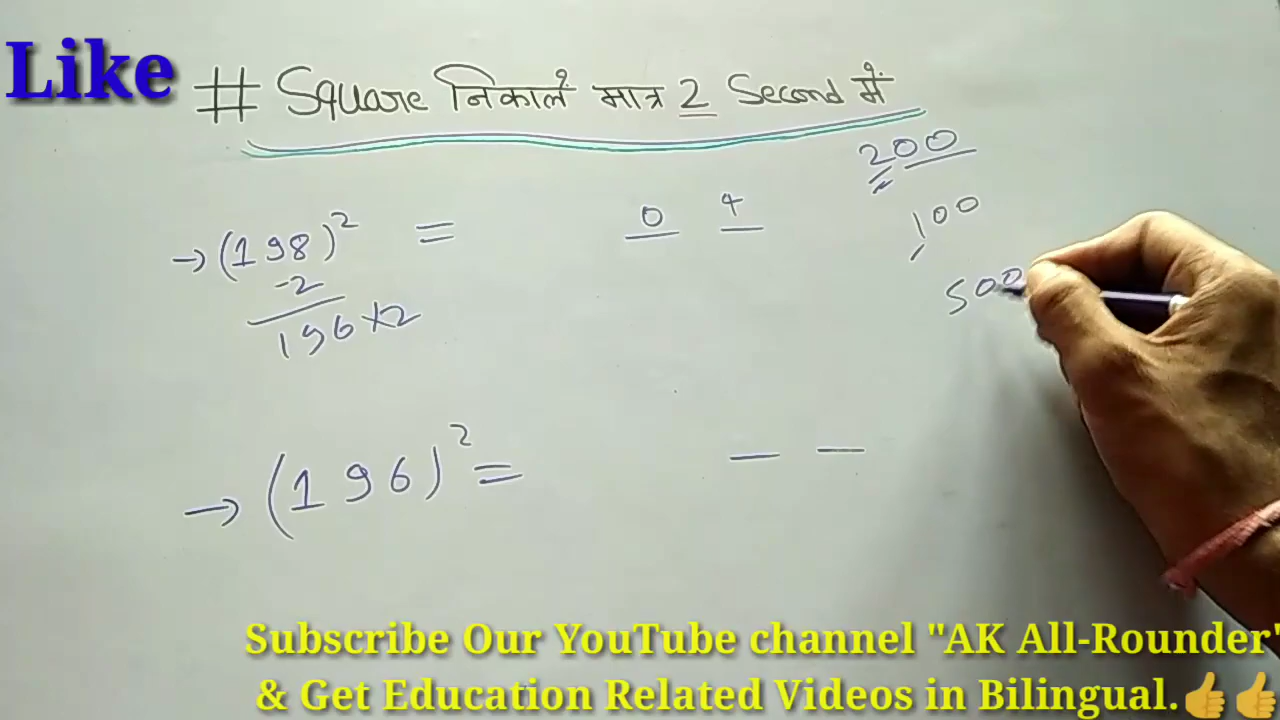 Like
# Square निकालें मात्र 2 Second में
200
→ (198)² = 0 4
100
-2
500
196×2
→ (196)² = _ _
Subscribe Our YouTube channel "AK All-Rounder"
& Get Education Related Videos in Bilingual.👍👍